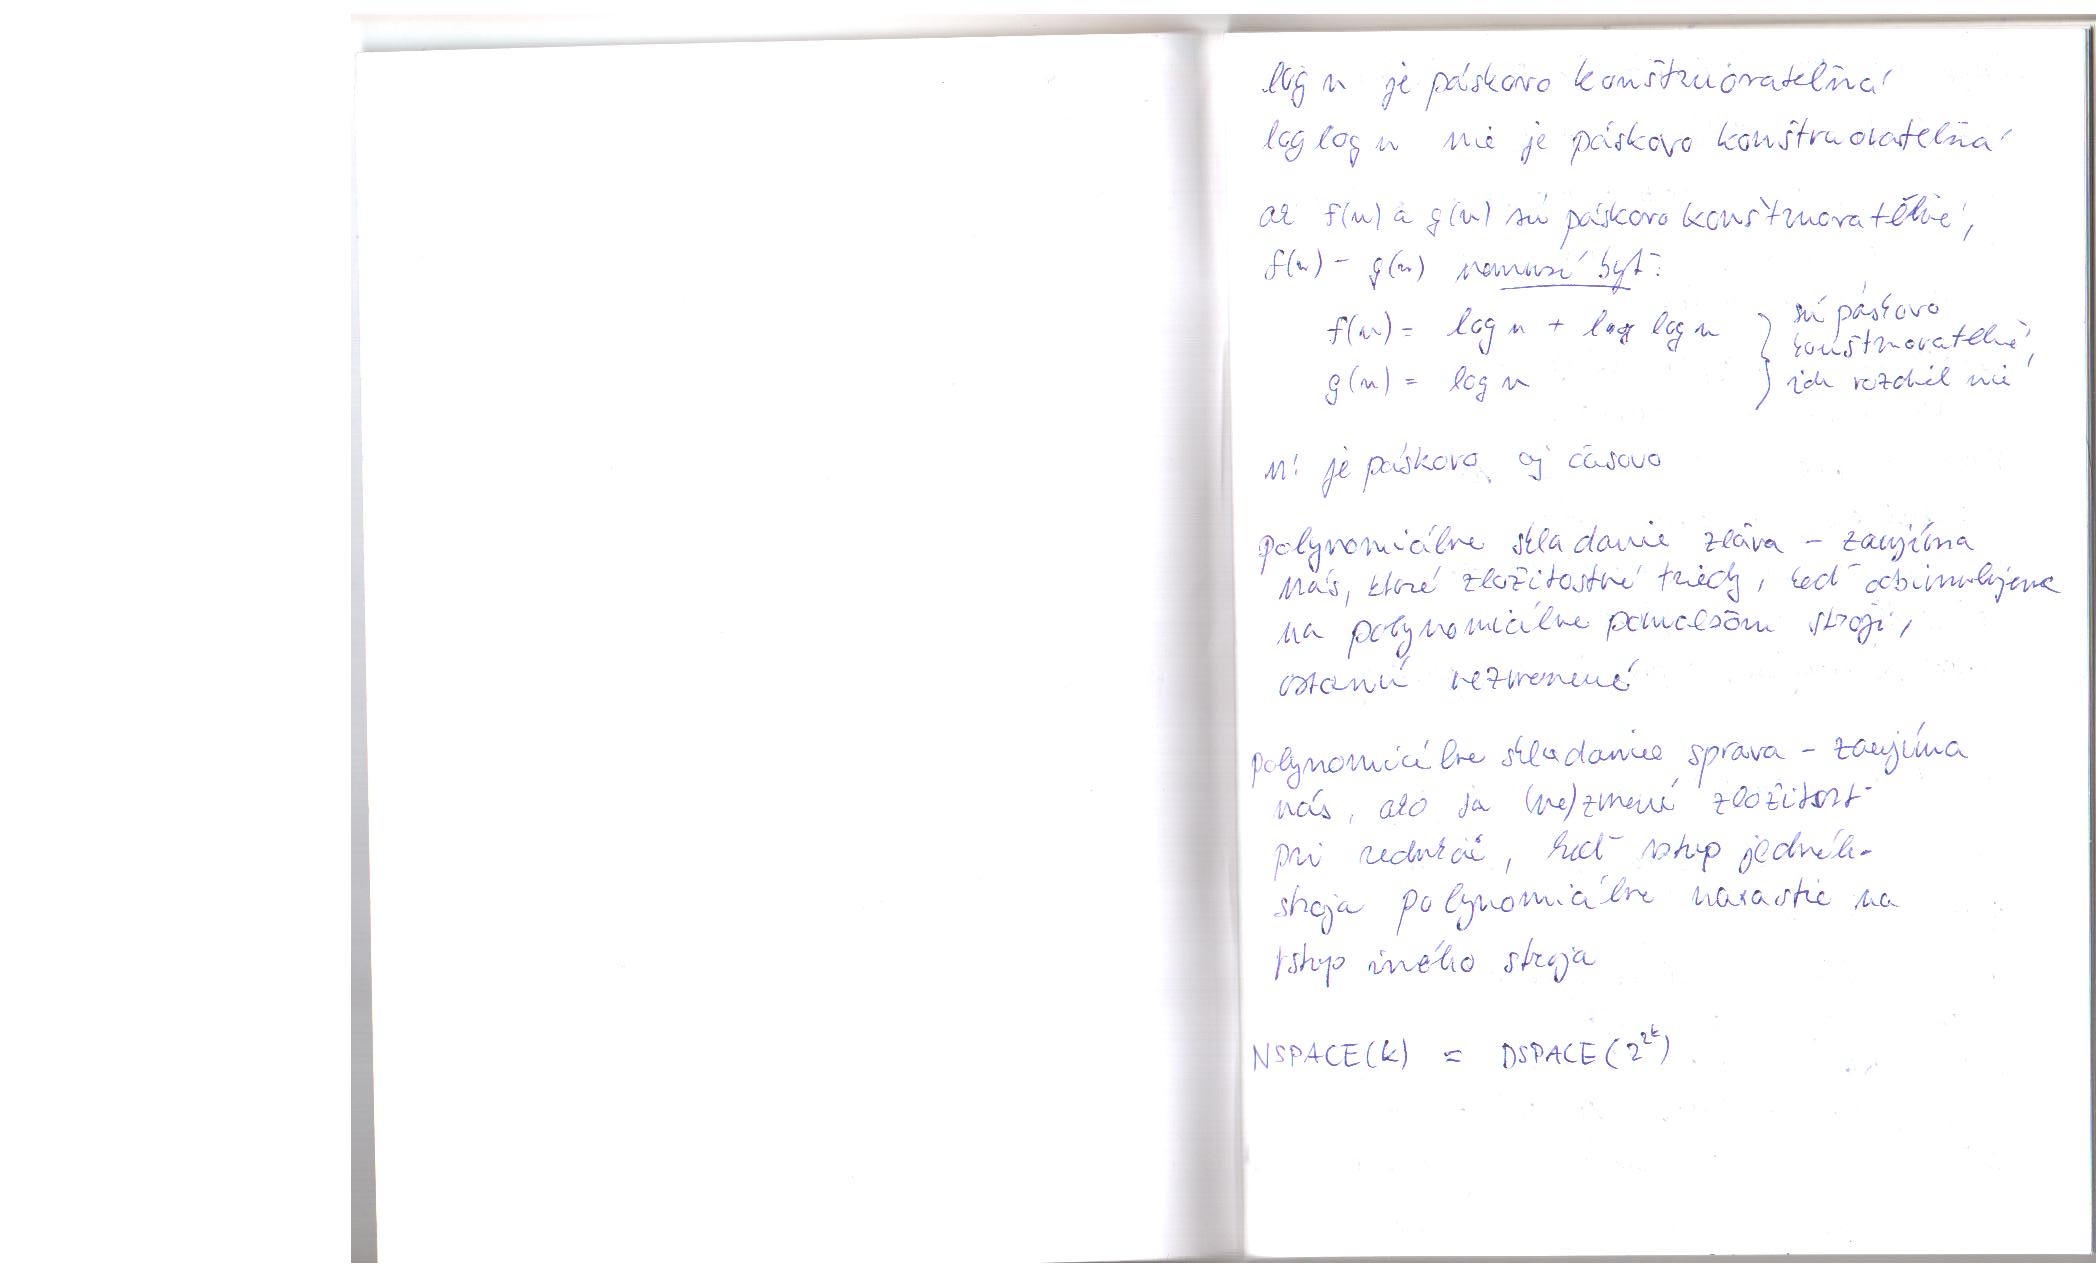 log n je páskovo konštruovateľná
log log n nie je páskovo konštruovateľná
ak f(n) a g(n) sú páskovo konštruovateľné,
f(n) - g(n) nemusí byť:
f(n) = log n + log log n } sú páskovo konštruovateľné,
g(n) = log n } ich rozdiel nie
n! je páskovo aj časovo
polynomiálne skladanie zľava - zaujíma
nás, ktoré zložitostné triedy, keď odsimulujeme
na polynomiálne pomalšom stroji,
ostanú nezmenené
polynomiálne skladanie sprava - zaujíma
nás, ako sa (ne)zmení zložitosť
pri redukcii, keď vstup jedného
stroja polynomiálne narastie na
vstup iného stroja
NSPACE(k) = DSPACE(2^{2^k})